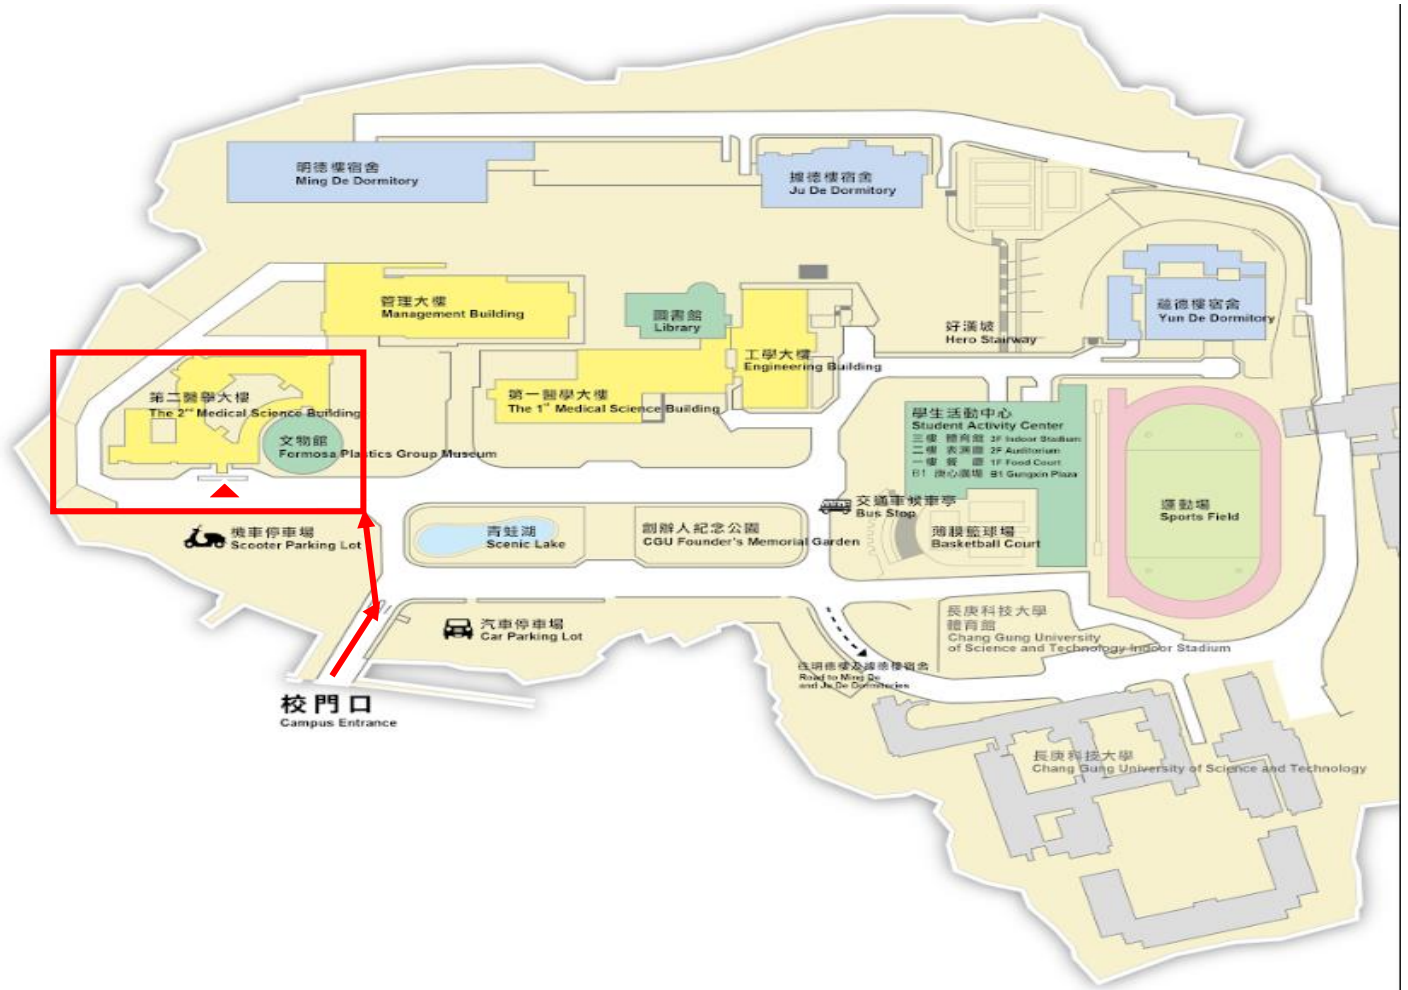 明德樓宿舍
Ming De Dormitory
據德樓宿舍
Ju De Dormitory
管理大樓
Management Building
圖書館
Library
工學大樓
Engineering Building
好漢坡
Hero Stairway
蘊德樓宿舍
Yun De Dormitory
第二醫學大樓
The 2nd Medical Science Building
文物館
Formosa Plastics Group Museum
第一醫學大樓
The 1st Medical Science Building
學生活動中心
Student Activity Center
三樓 體育館 3F Indoor Stadium
二樓 表演廳 2F Auditorium
一樓 餐廳 1F Food Court
B1 庚心廣場 B1 Gungxin Plaza
運動場
Sports Field
機車停車場
Scooter Parking Lot
青蛙湖
Scenic Lake
創辦人紀念公園
CGU Founder's Memorial Garden
交通車候車亭
Bus Stop
薄膜籃球場
Basketball Court
汽車停車場
Car Parking Lot
往明德樓及據德樓宿舍
Road to Ming De
and Ju De Dormitories
長庚科技大學
體育館
Chang Gung University
of Science and Technology Indoor Stadium
校門口
Campus Entrance
長庚科技大學
Chang Gung University of Science and Technology